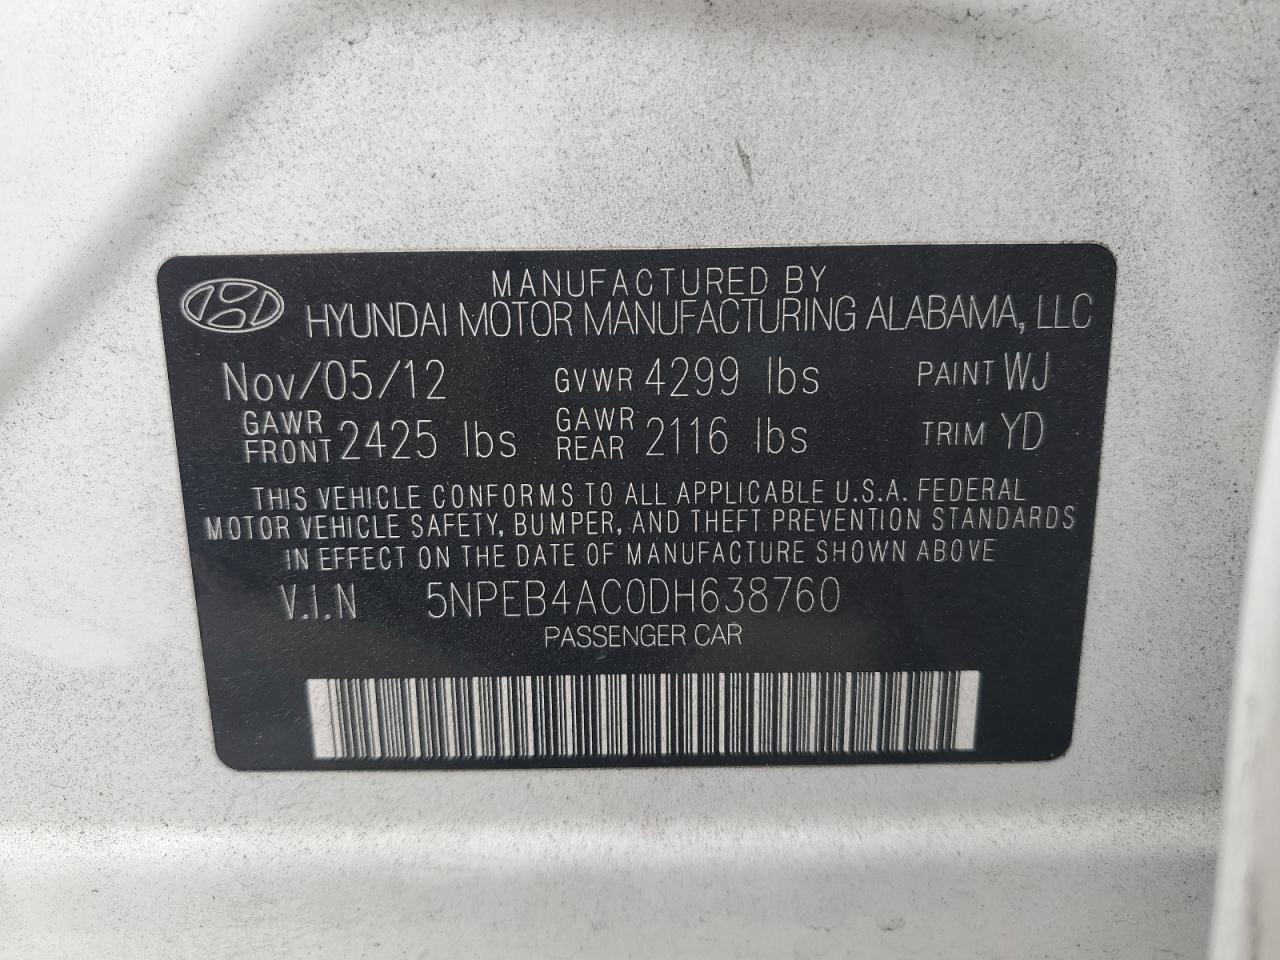 MANUFACTURED BY
HYUNDAI MOTOR MANUFACTURING ALABAMA, LLC
Nov/05/12 GVWR 4299 lbs PAINT WJ
GAWR FRONT 2425 lbs GAWR REAR 2116 lbs TRIM YD
THIS VEHICLE CONFORMS TO ALL APPLICABLE U.S.A. FEDERAL
MOTOR VEHICLE SAFETY, BUMPER, AND THEFT PREVENTION STANDARDS
IN EFFECT ON THE DATE OF MANUFACTURE SHOWN ABOVE
V.I.N 5NPEB4AC0DH638760
PASSENGER CAR